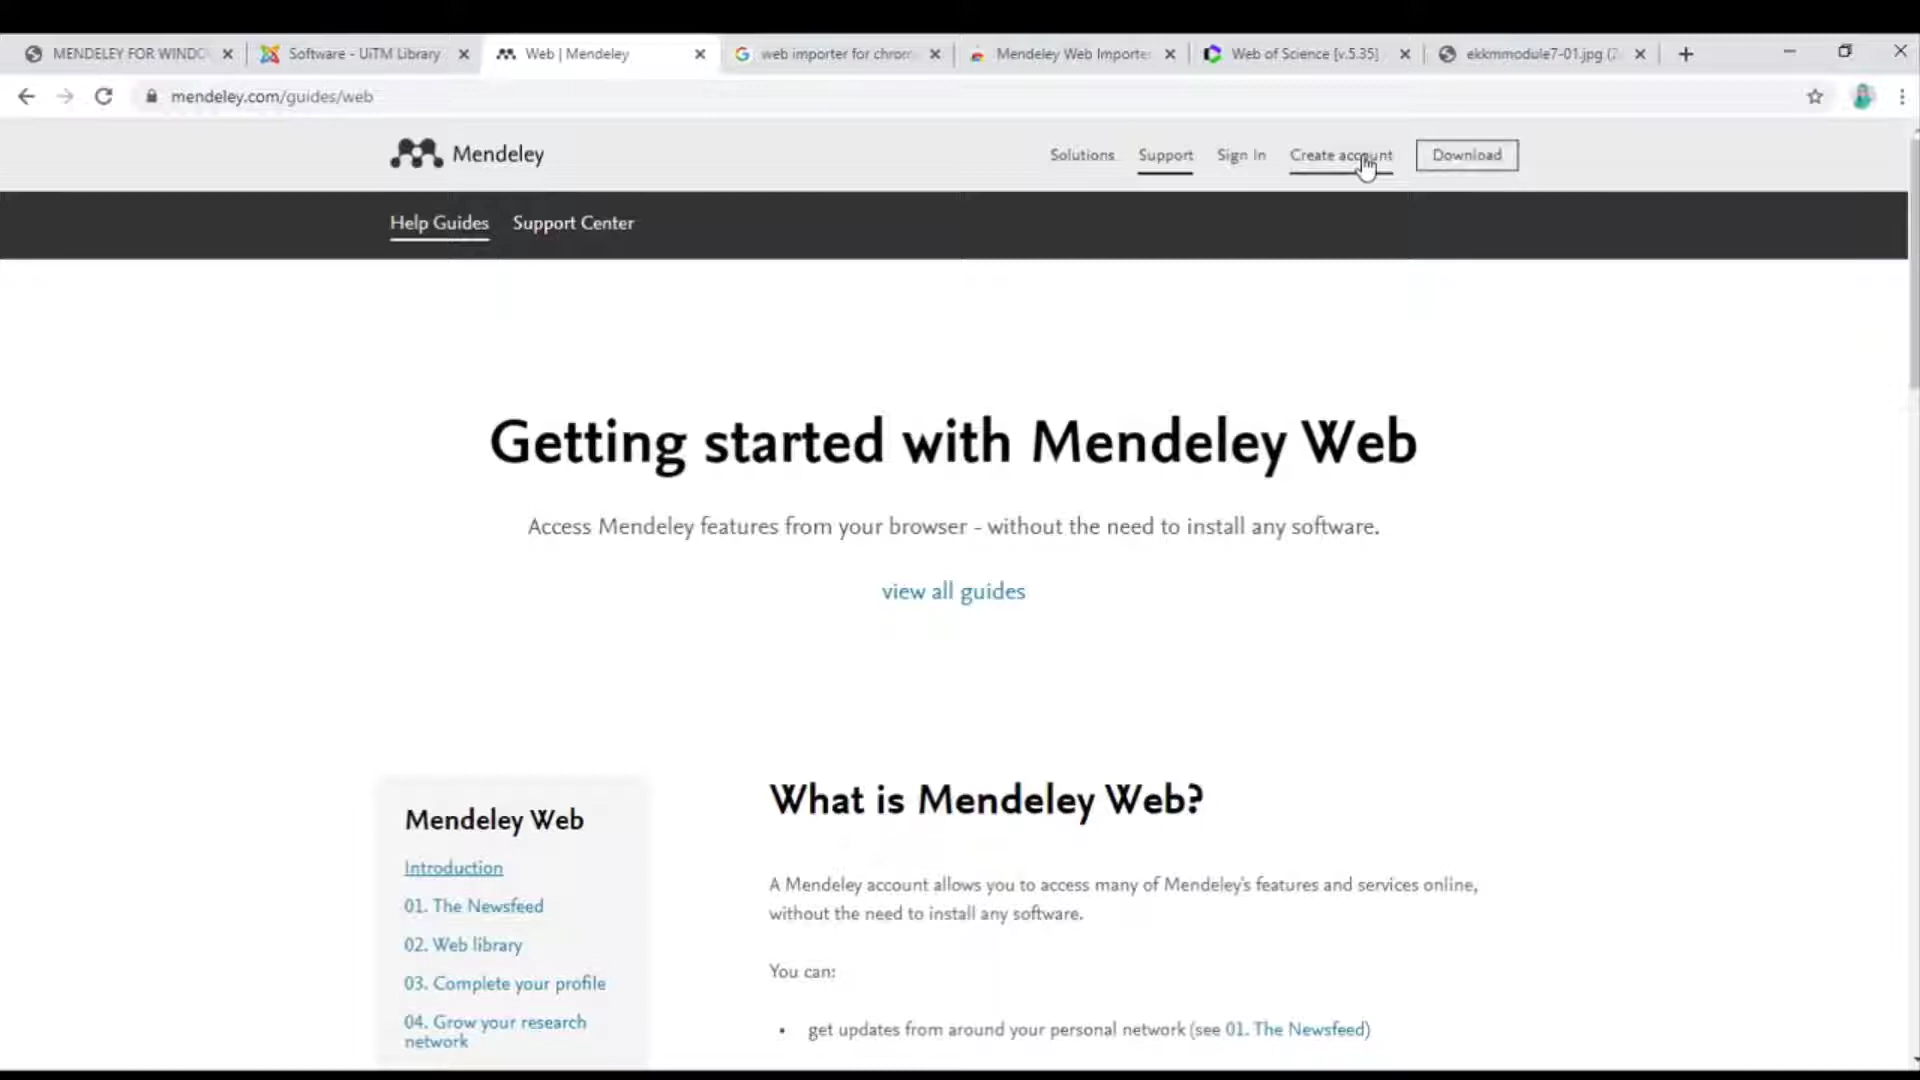 MENDELEY FOR WINDO
Software - UiTM Library
Web | Mendeley
web importer for chrom
Mendeley Web Importe
Web of Science [v.5.35]
ekkmmodule7-01.jpg (2
mendeley.com/guides/web
Mendeley
Solutions
Support
Sign In
Create account
Download
Help Guides
Support Center
Getting started with Mendeley Web
Access Mendeley features from your browser - without the need to install any software.
view all guides
Mendeley Web
Introduction
01. The Newsfeed
02. Web library
03. Complete your profile
04. Grow your research
network
What is Mendeley Web?
A Mendeley account allows you to access many of Mendeley's features and services online,
without the need to install any software.
You can:
• get updates from around your personal network (see 01. The Newsfeed)